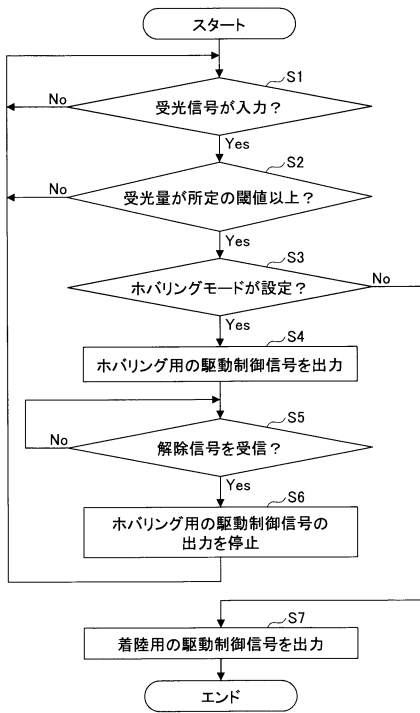 スタート
S1
受光信号が入力?
No
Yes
S2
受光量が所定の閾値以上?
No
Yes
S3
ホバリングモードが設定?
No
Yes
S4
ホバリング用の駆動制御信号を出力
S5
解除信号を受信?
No
Yes
S6
ホバリング用の駆動制御信号の
出力を停止
S7
着陸用の駆動制御信号を出力
エンド